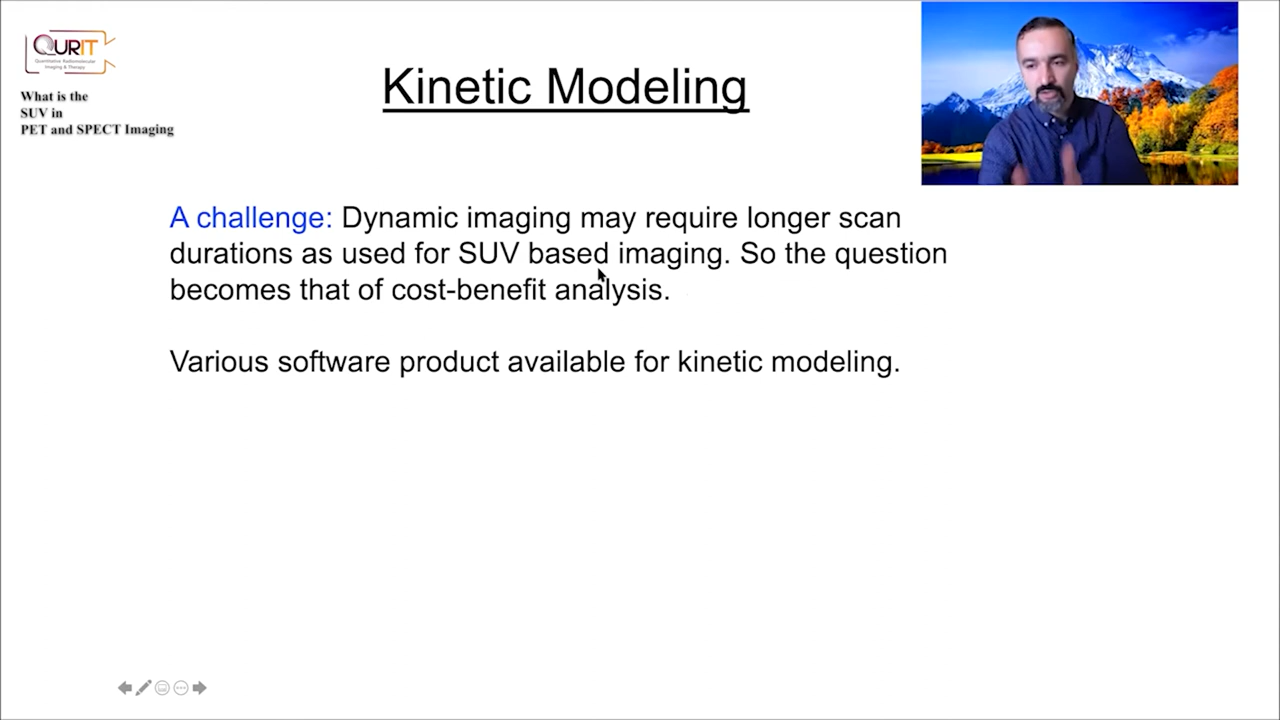 QURIT
Quantitative Radiomolecular
Imaging & Therapy
What is the
SUV in
PET and SPECT Imaging
Kinetic Modeling
A challenge: Dynamic imaging may require longer scan
durations as used for SUV based imaging. So the question
becomes that of cost-benefit analysis.
Various software product available for kinetic modeling.